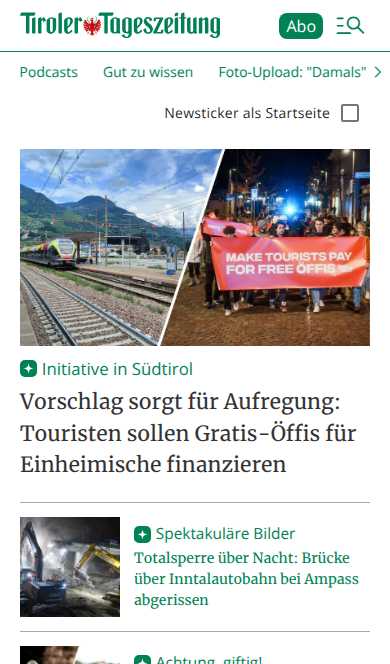 Tiroler Tageszeitung
Abo
Podcasts Gut zu wissen Foto-Upload: "Damals"
Newsticker als Startseite
MAKE TOURISTS PAY
FOR FREE ÖFFIS
Initiative in Südtirol
Vorschlag sorgt für Aufregung:
Touristen sollen Gratis-Öffis für
Einheimische finanzieren
Spektakuläre Bilder
Totalsperre über Nacht: Brücke
über Inntalautobahn bei Ampass
abgerissen
Achtung, giftig!